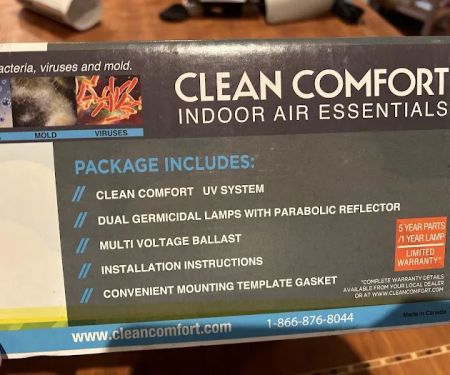 acteria, viruses and mold.
MOLD
VIRUSES
CLEAN COMFORT
INDOOR AIR ESSENTIALS
PACKAGE INCLUDES:
// CLEAN COMFORT UV SYSTEM
// DUAL GERMICIDAL LAMPS WITH PARABOLIC REFLECTOR
// MULTI VOLTAGE BALLAST
// INSTALLATION INSTRUCTIONS
// CONVENIENT MOUNTING TEMPLATE GASKET
5 YEAR PARTS
/1 YEAR LAMP
LIMITED
WARRANTY*
*COMPLETE WARRANTY DETAILS
AVAILABLE FROM YOUR LOCAL DEALER
OR AT WWW.CLEANCOMFORT.COM
www.cleancomfort.com
1-866-876-8044
Made in Canada